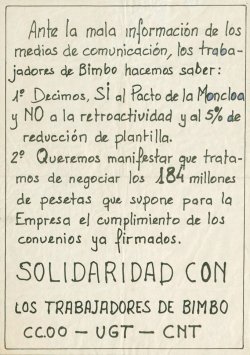 Ante la mala información de los
medios de comunicación, los traba-
jadores de Bimbo hacemos saber:
1º Decimos, SÍ al Pacto de la Moncloa
y NO a la retroactividad y al 5% de
reducción de plantilla.
2º Queremos manifestar que trata-
mos de negociar los 184 millones
de pesetas que supone para la
Empresa el cumplimiento de los
convenios ya firmados.
SOLIDARIDAD CON
LOS TRABAJADORES DE BIMBO
CC.OO - UGT - CNT